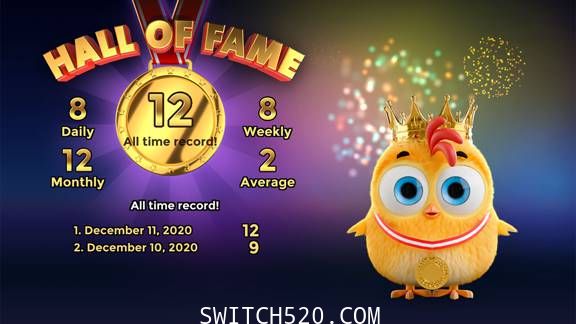 HALL OF FAME
12
All time record!
8
Daily
8
Weekly
12
Monthly
2
Average
All time record!
1. December 11, 2020 12
2. December 10, 2020 9
SWITCH520.COM